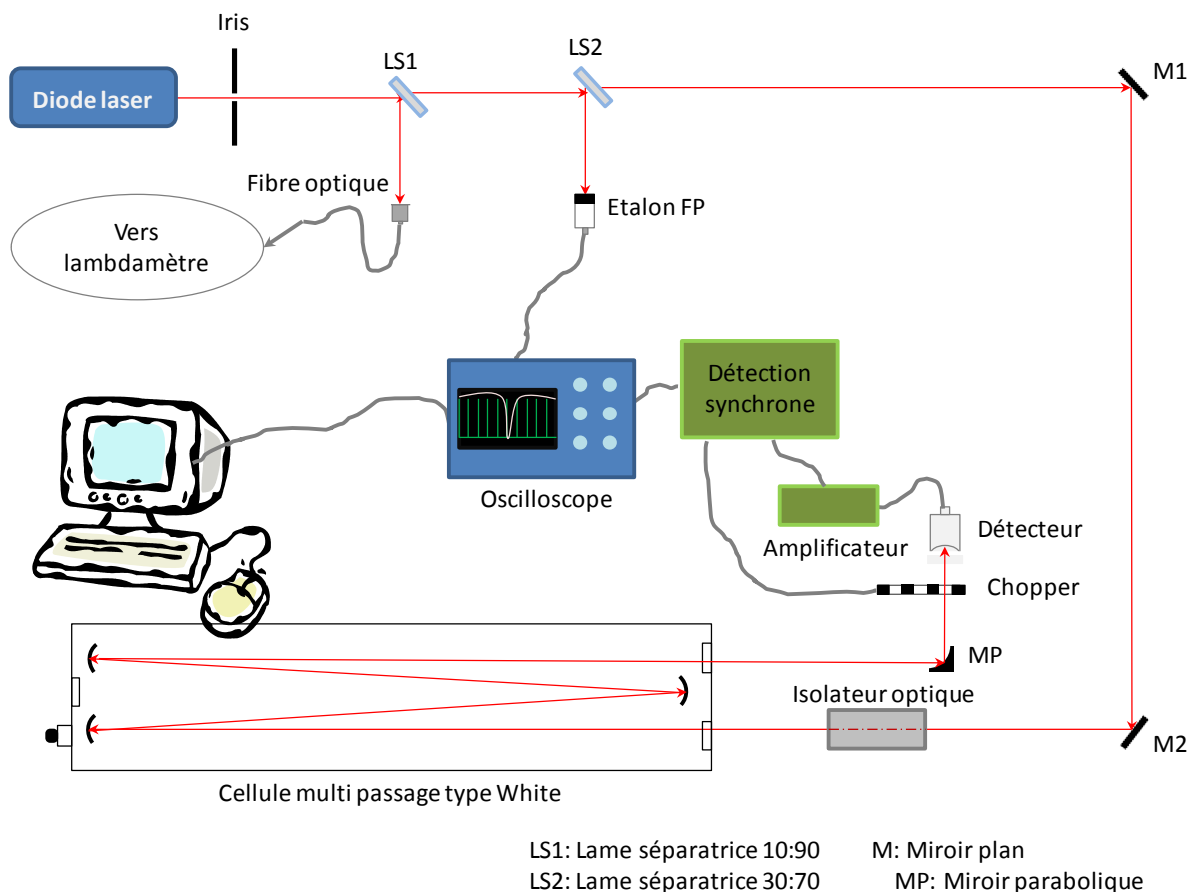 Iris
LS1
LS2
M1
Diode laser
Fibre optique
Etalon FP
Vers
lambdamètre
Détection
synchrone
Oscilloscope
Amplificateur
Détecteur
Chopper
MP
Isolateur optique
M2
Cellule multi passage type White
LS1: Lame séparatrice 10:90 M: Miroir plan
LS2: Lame séparatrice 30:70 MP: Miroir parabolique